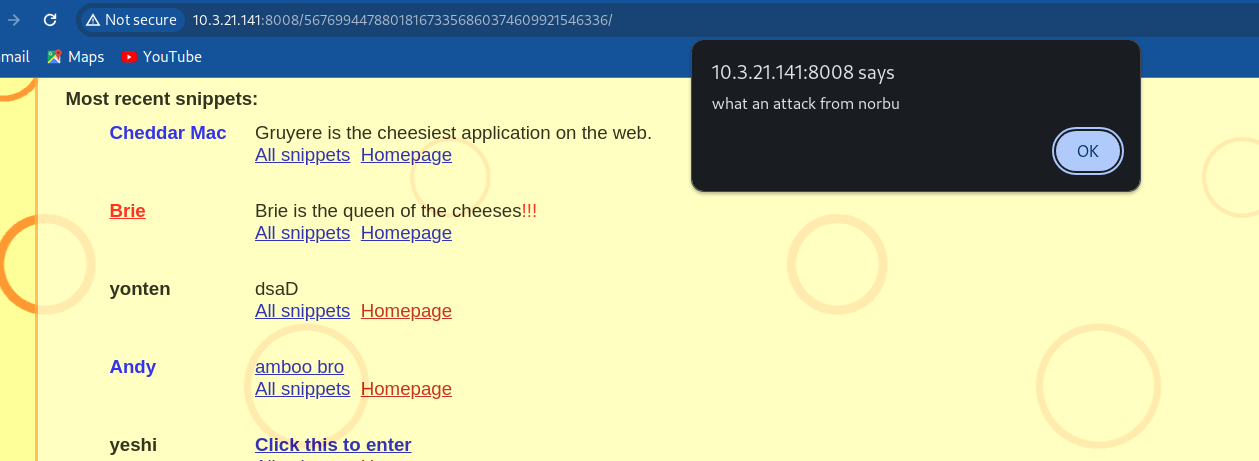 Not secure 10.3.21.141:8008/567699447880181673356860374609921546336/
mail Maps YouTube
10.3.21.141:8008 says
what an attack from norbu
OK
Most recent snippets:
Cheddar Mac Gruyere is the cheesiest application on the web.
All snippets Homepage
Brie Brie is the queen of the cheeses!!!
All snippets Homepage
yonten dsaD
All snippets Homepage
Andy amboo bro
All snippets Homepage
yeshi Click this to enter